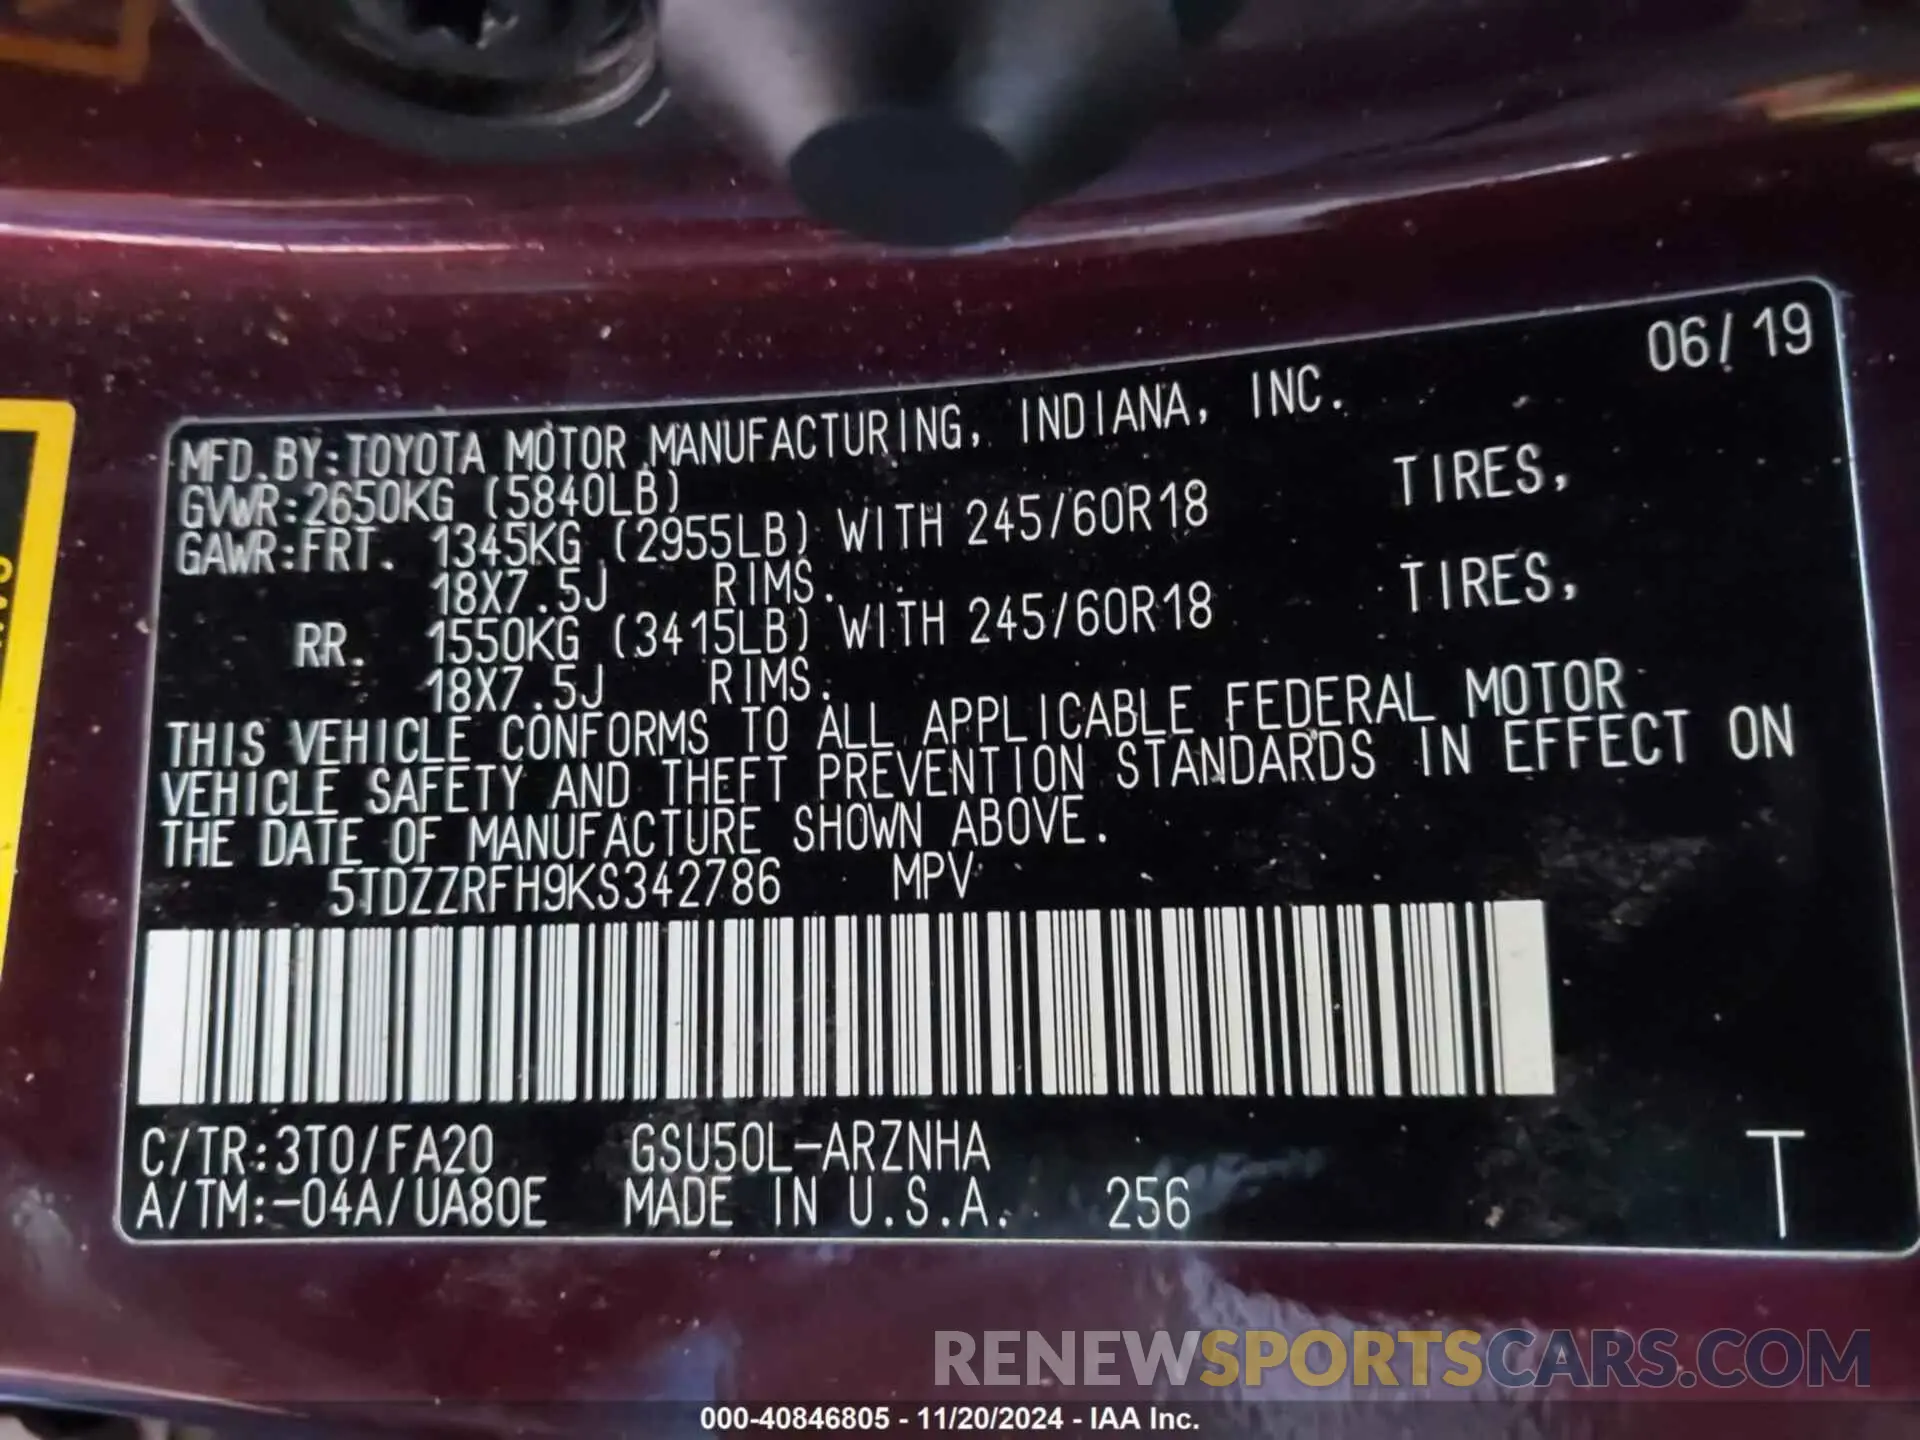 06/19
MFD.BY:TOYOTA MOTOR MANUFACTURING, INDIANA, INC.
GVWR:2650KG (5840LB)
GAWR:FRT. 1345KG (2955LB) WITH 245/60R18 TIRES,
18X7.5J RIMS.
RR. 1550KG (3415LB) WITH 245/60R18 TIRES,
18X7.5J RIMS.
THIS VEHICLE CONFORMS TO ALL APPLICABLE FEDERAL MOTOR
VEHICLE SAFETY AND THEFT PREVENTION STANDARDS IN EFFECT ON
THE DATE OF MANUFACTURE SHOWN ABOVE.
5TDZZRFH9KS342786 MPV
C/TR:3T0/FA20 GSU50L-ARZNHA
A/TM:-04A/UA80E MADE IN U.S.A. 256
T
RENEWSPORTSCARS.COM
000-40846805 - 11/20/2024 - IAA Inc.